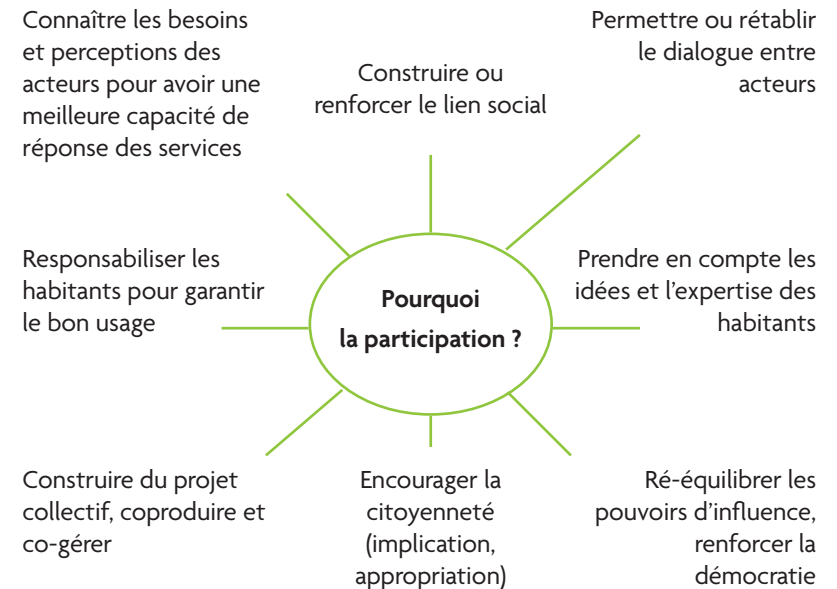 Connaître les besoins
et perceptions des
acteurs pour avoir une
meilleure capacité de
réponse des services
Construire ou
renforcer le lien social
Permettre ou rétablir
le dialogue entre
acteurs
Responsabiliser les
habitants pour garantir
le bon usage
Pourquoi
la participation ?
Prendre en compte les
idées et l’expertise des
habitants
Construire du projet
collectif, coproduire et
co-gérer
Encourager la
citoyenneté
(implication,
appropriation)
Ré-équilibrer les
pouvoirs d’influence,
renforcer la
démocratie